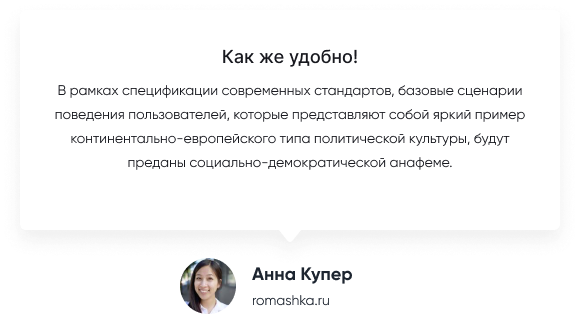 Как же удобно!
В рамках спецификации современных стандартов, базовые сценарии
поведения пользователей, которые представляют собой яркий пример
континентально-европейского типа политической культуры, будут
преданы социально-демократической анафеме.
Анна Купер
romashka.ru